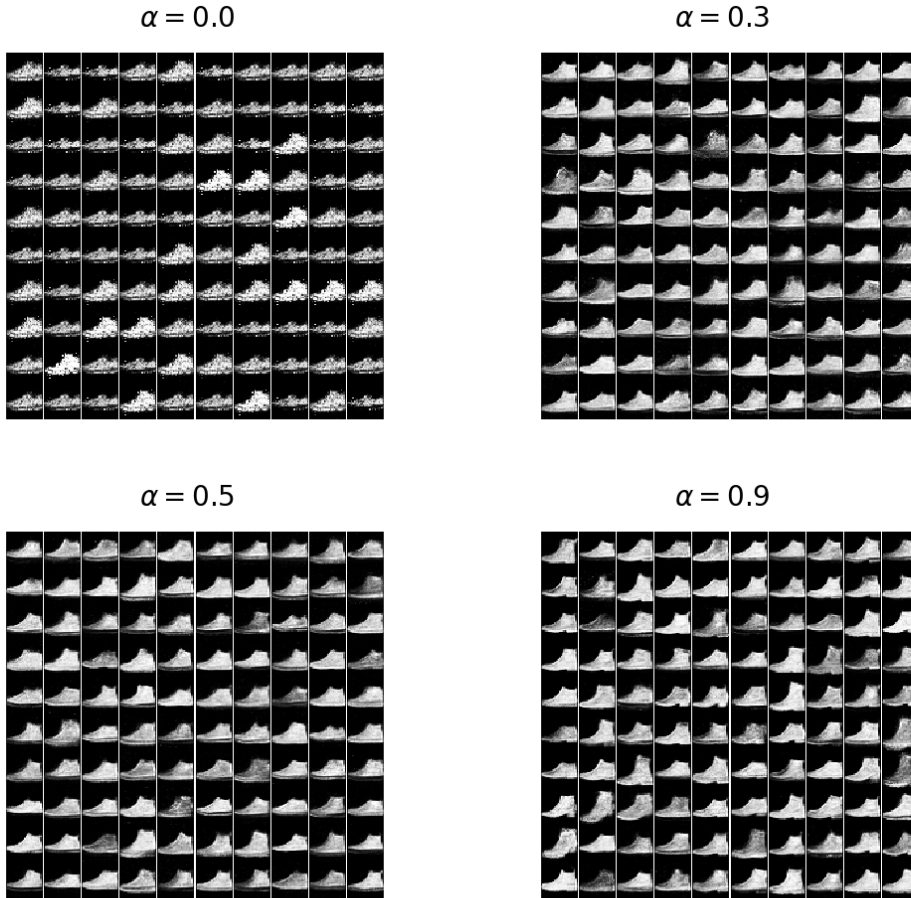 α = 0.0
α = 0.3
α = 0.5
α = 0.9